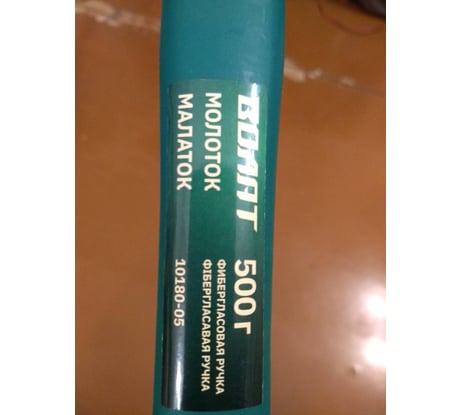 ВОЛАТ
500 г
МОЛОТОК
МАЛАТОК
ФИБЕРГЛАСОВАЯ РУЧКА
ФІБЕРГЛАСАВАЯ РУЧКА
10180-05